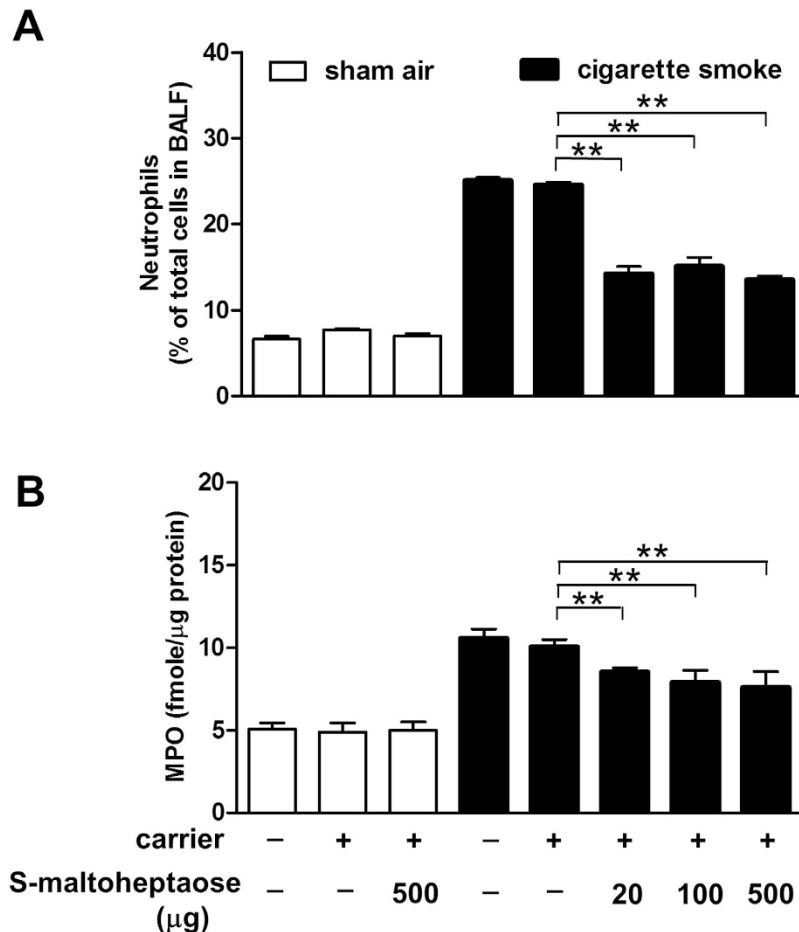 A
40
30
20
10
0
Neutrophils
(% of total cells in BALF)
sham air
cigarette smoke
**
**
**
B
20
15
10
5
0
MPO (fmole/μg protein)
**
**
**
carrier – + + – + + + +
S-maltoheptaose – – 500 – – 20 100 500
(μg)